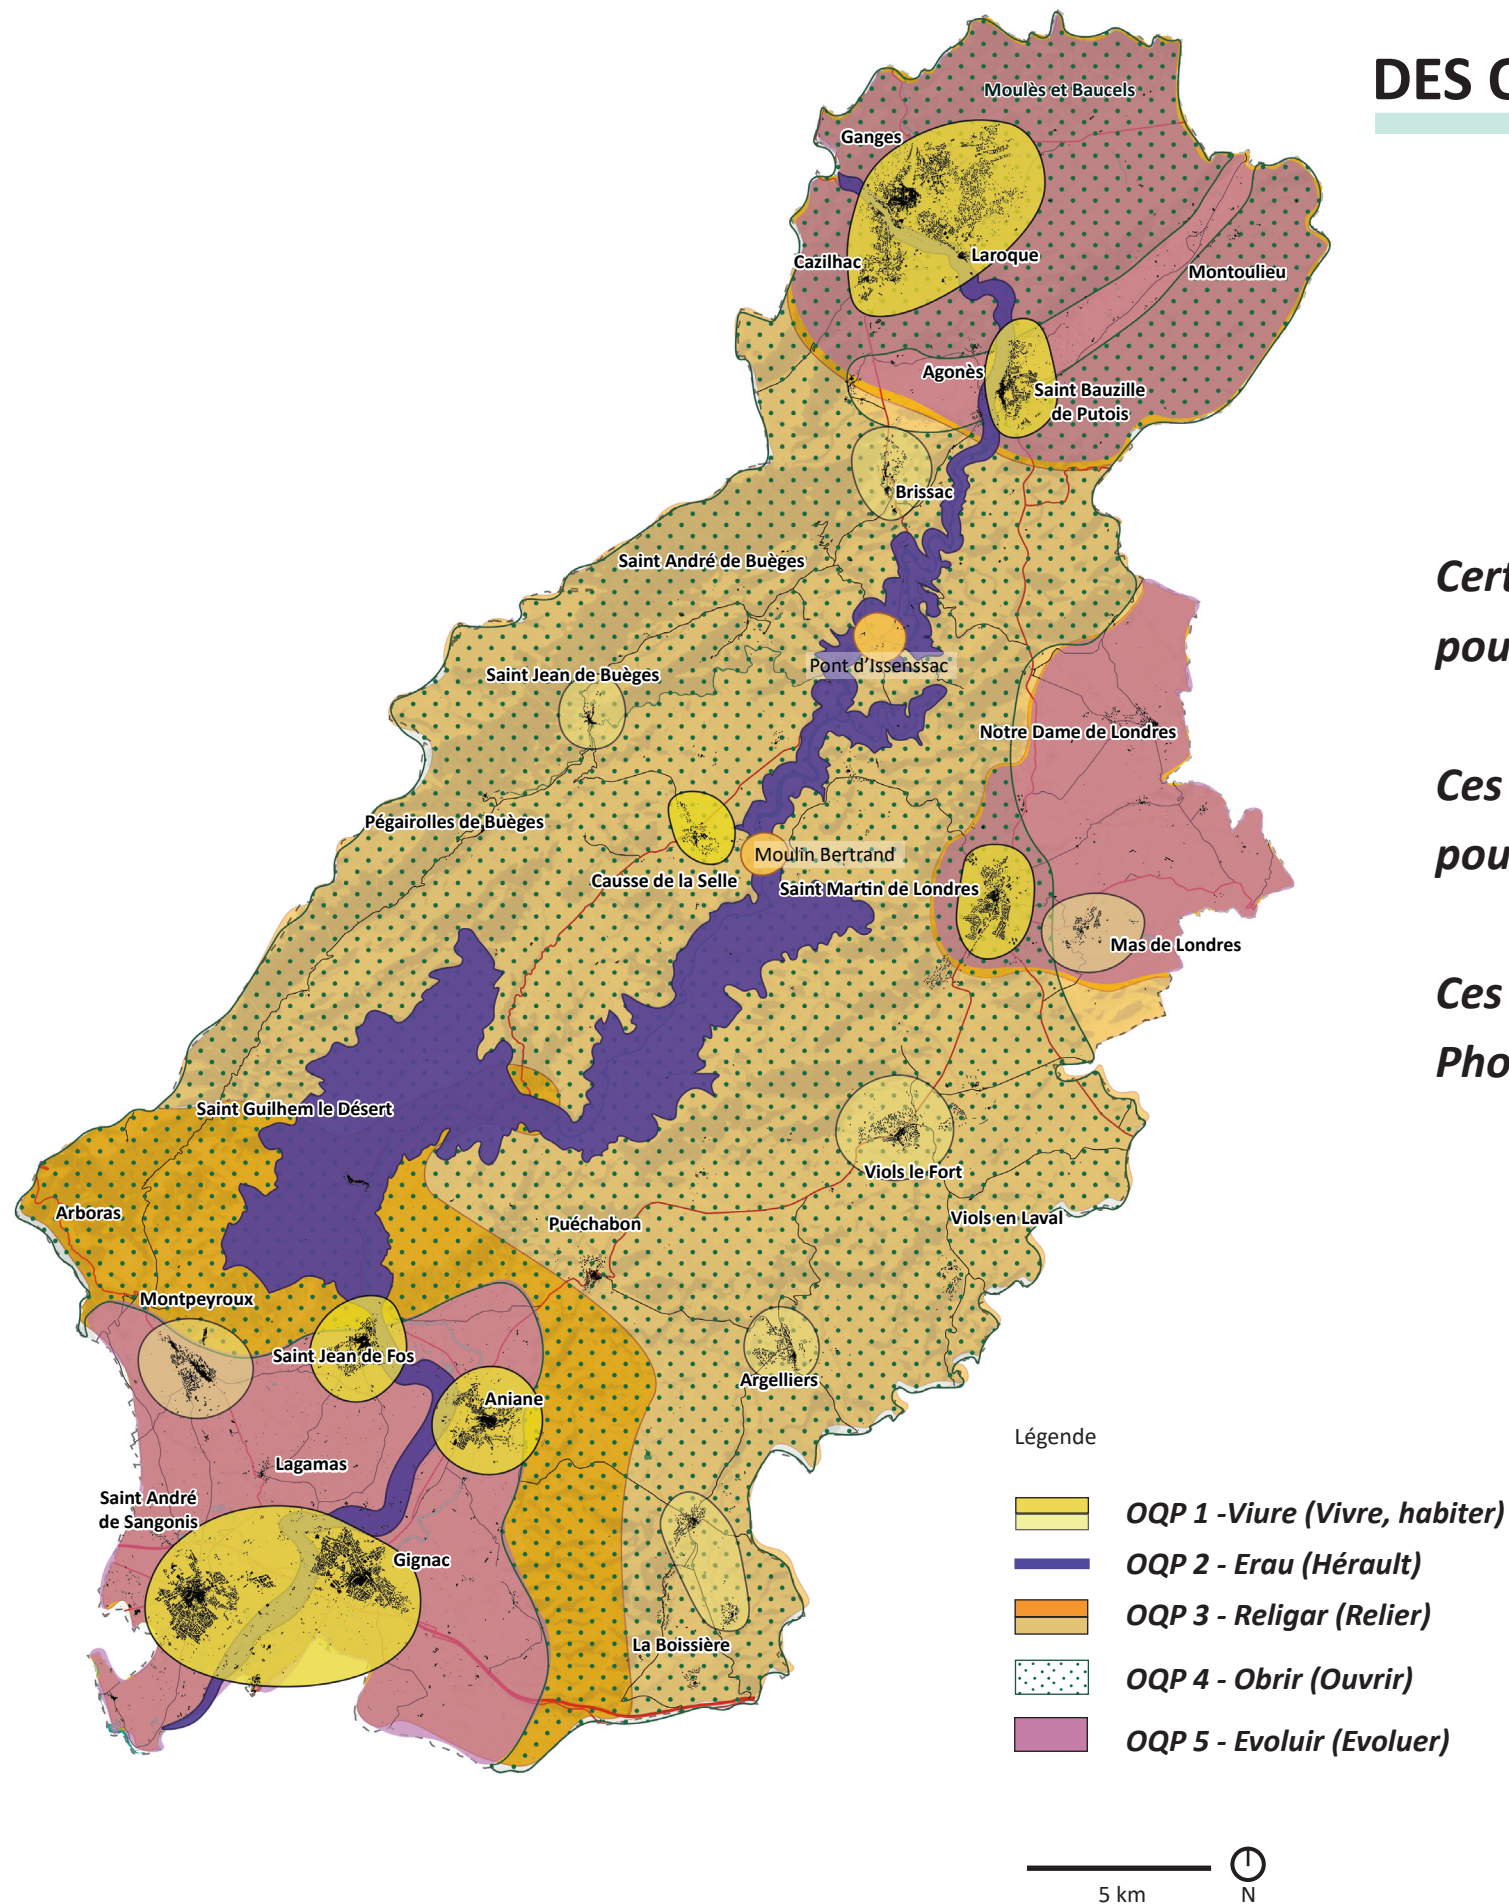 DES
Moulès et Baucels
Ganges
Laroque
Cazilhac
Montoulieu
Agonès
Saint Bauzille
de Putois
Brissac
Saint André de Buèges
Pont d'Issenssac
Saint Jean de Buèges
Notre Dame de Londres
Pégairolles de Buèges
Moulin Bertrand
Causse de la Selle
Saint Martin de Londres
Mas de Londres
Cert
pou
Ces
pou
Ces
Pho
Saint Guilhem le Désert
Viols le Fort
Arboras
Puéchabon
Viols en Laval
Montpeyroux
Saint Jean de Fos
Argelliers
Aniane
Lagamas
Saint André
de Sangonis
Gignac
La Boissière
Légende
OQP 1 -Viure (Vivre, habiter)
OQP 2 - Erau (Hérault)
OQP 3 - Religar (Relier)
OQP 4 - Obrir (Ouvrir)
OQP 5 - Evoluir (Evoluer)
5 km
N